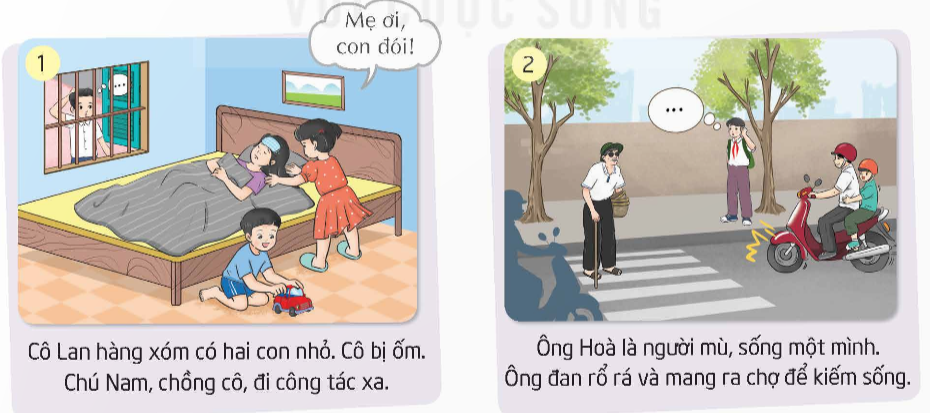 Mẹ ơi,
con đói!
1
...
Cô Lan hàng xóm có hai con nhỏ. Cô bị ốm.
Chú Nam, chồng cô, đi công tác xa.
2
...
Ông Hoà là người mù, sống một mình.
Ông đan rổ rá và mang ra chợ để kiếm sống.